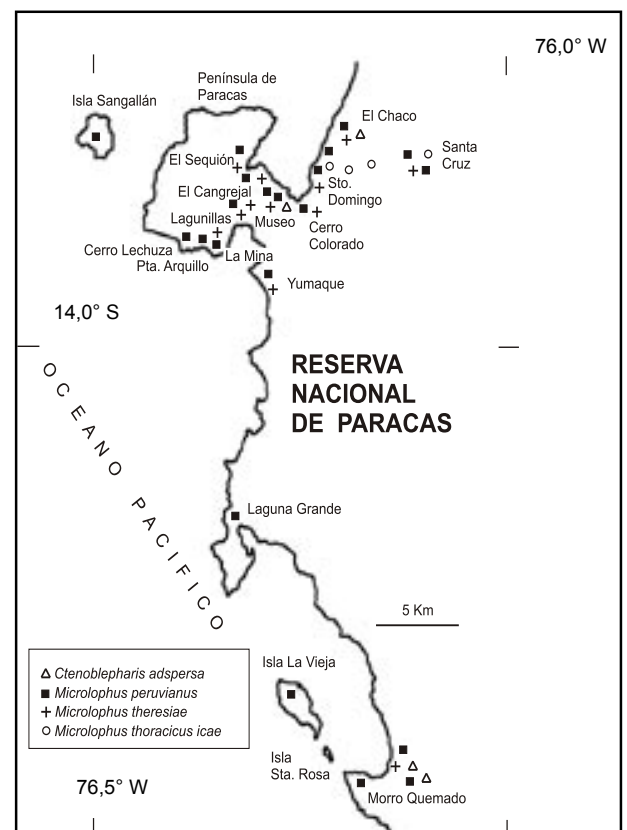 76,0° W
Península de
Paracas
Isla Sangallán
El Chaco
Santa
Cruz
El Sequión
Sto.
Domingo
El Cangrejal
Lagunillas
Museo
Cerro
Colorado
Cerro Lechuza
La Mina
Pta. Arquillo
Yumaque
14,0° S
RESERVA
NACIONAL
DE PARACAS
OCEANO PACIFICO
Laguna Grande
5 Km
Isla La Vieja
Ctenoblepharis adspersa
Microlophus peruvianus
Microlophus theresiae
Microlophus thoracicus icae
Isla
Sta. Rosa
76,5° W
Morro Quemado